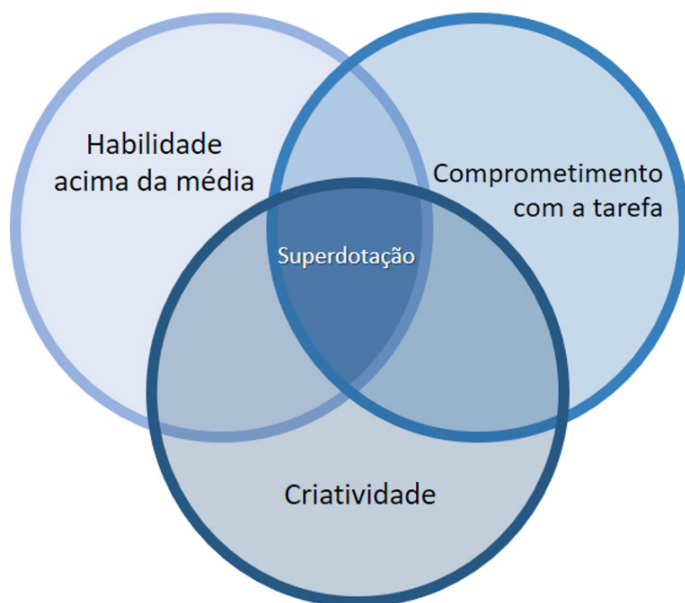 Habilidade
acima da média
Comprometimento
com a tarefa
Superdotação
Criatividade